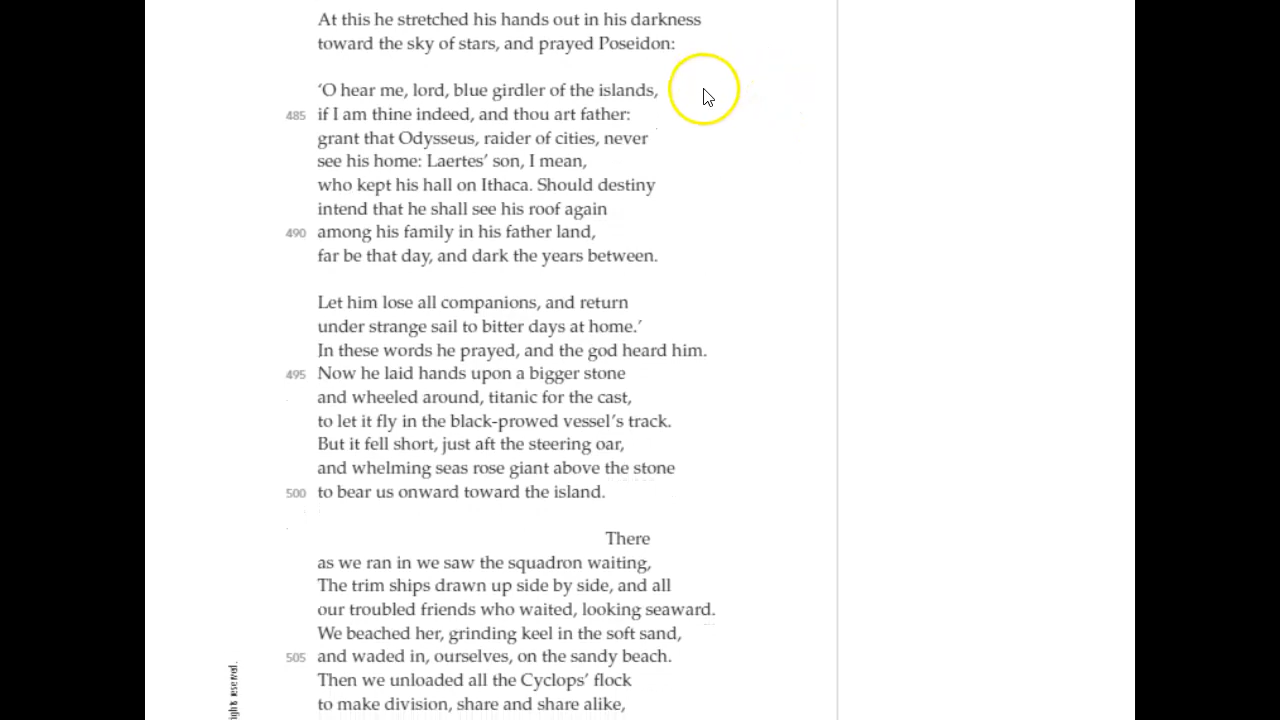 At this he stretched his hands out in his darkness
toward the sky of stars, and prayed Poseidon:
‘O hear me, lord, blue girdler of the islands,
485 if I am thine indeed, and thou art father:
grant that Odysseus, raider of cities, never
see his home: Laertes’ son, I mean,
who kept his hall on Ithaca. Should destiny
intend that he shall see his roof again
490 among his family in his father land,
far be that day, and dark the years between.
Let him lose all companions, and return
under strange sail to bitter days at home.’
In these words he prayed, and the god heard him.
495 Now he laid hands upon a bigger stone
and wheeled around, titanic for the cast,
to let it fly in the black-prowed vessel’s track.
But it fell short, just aft the steering oar,
and whelming seas rose giant above the stone
500 to bear us onward toward the island.
There
as we ran in we saw the squadron waiting,
The trim ships drawn up side by side, and all
our troubled friends who waited, looking seaward.
We beached her, grinding keel in the soft sand,
505 and waded in, ourselves, on the sandy beach.
Then we unloaded all the Cyclops’ flock
to make division, share and share alike,
reserved.